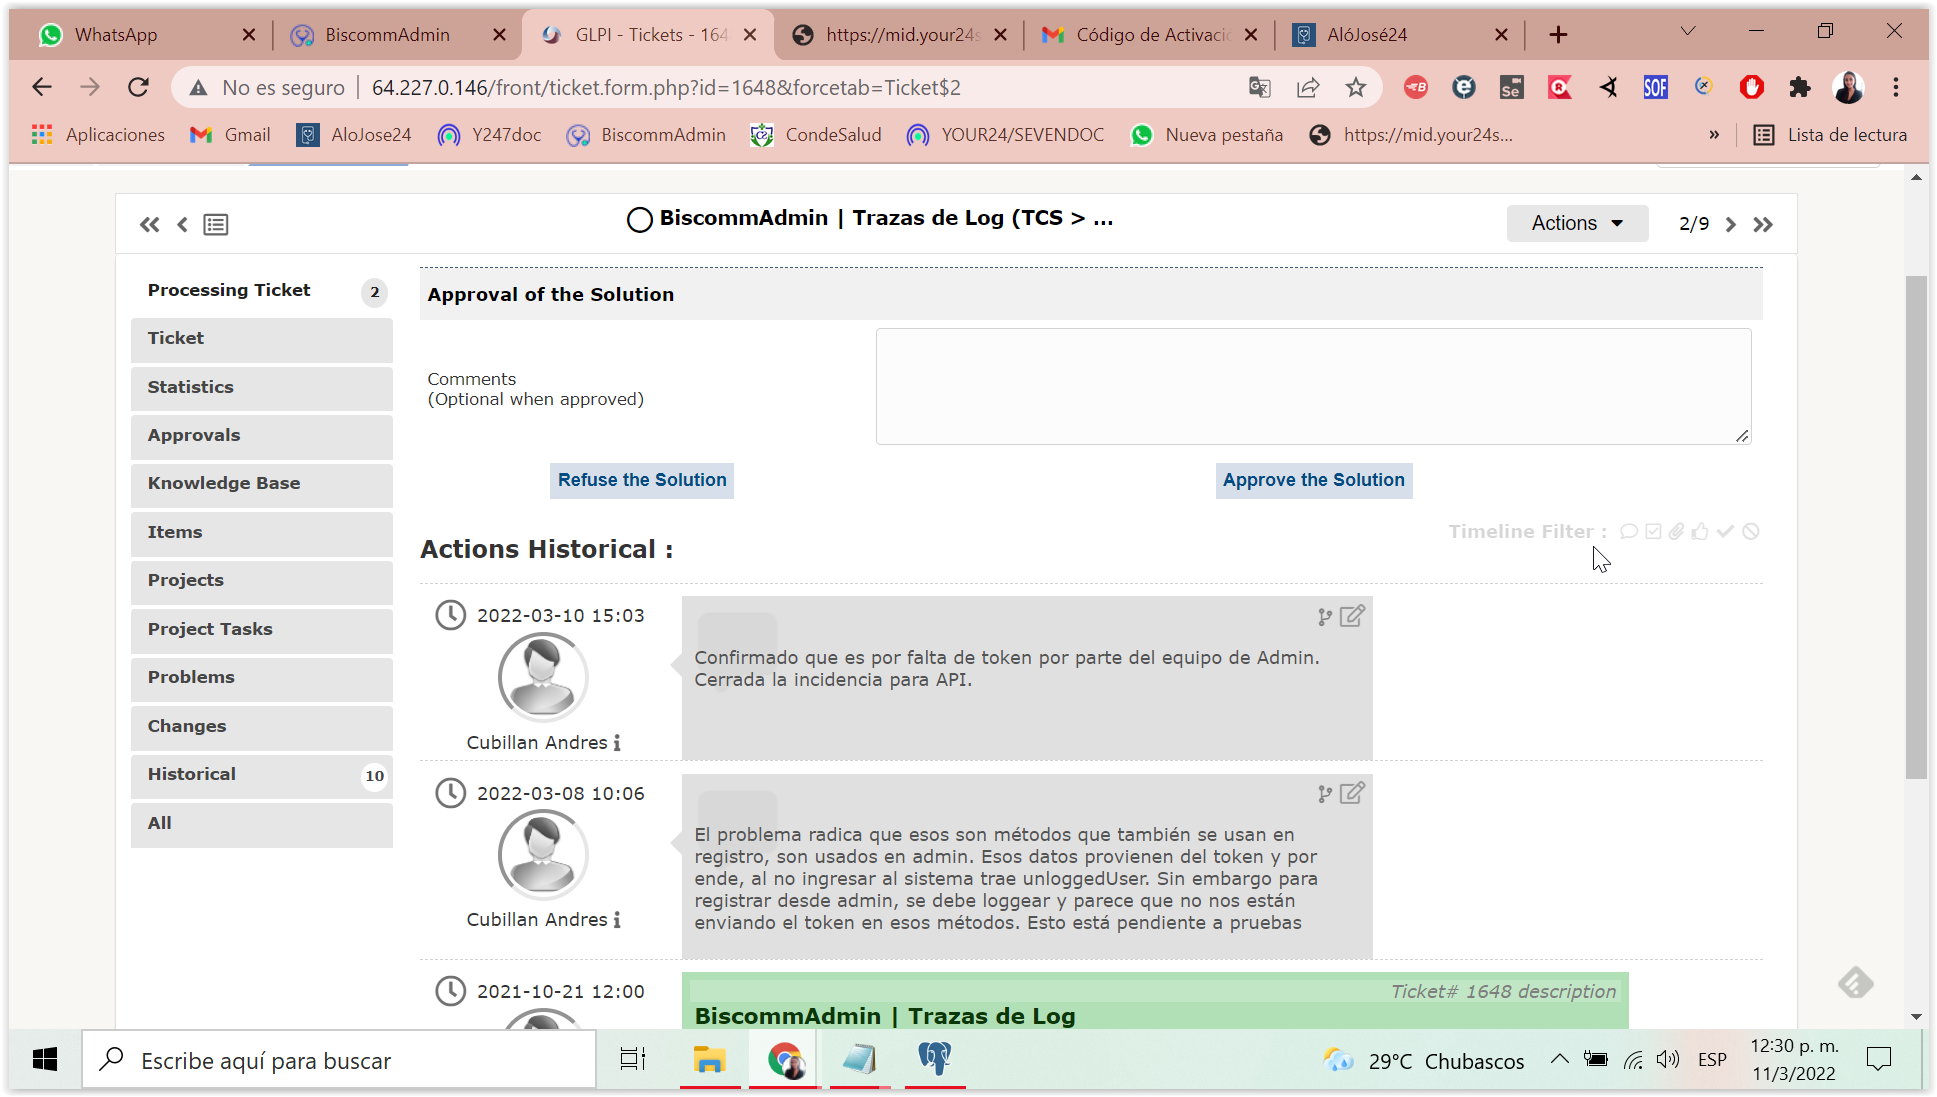 WhatsApp
BiscommAdmin
GLPI - Tickets - 164
https://mid.your24s
Código de Activaci
AlóJosé24
No es seguro
64.227.0.146/front/ticket.form.php?id=1648&forcetab=Ticket$2
Se
SOF
Aplicaciones
Gmail
AloJose24
Y247doc
BiscommAdmin
CondeSalud
YOUR24/SEVENDOC
Nueva pestaña
https://mid.your24s...
»
Lista de lectura
BiscommAdmin | Trazas de Log (TCS > ...
Actions
2/9
Processing Ticket 2
Ticket
Statistics
Approvals
Knowledge Base
Items
Projects
Project Tasks
Problems
Changes
Historical 10
All
Approval of the Solution
Comments
(Optional when approved)
Refuse the Solution
Approve the Solution
Timeline Filter :
Actions Historical :
2022-03-10 15:03
Cubillan Andres
Confirmado que es por falta de token por parte del equipo de Admin.
Cerrada la incidencia para API.
2022-03-08 10:06
Cubillan Andres
El problema radica que esos son métodos que también se usan en
registro, son usados en admin. Esos datos provienen del token y por
ende, al no ingresar al sistema trae unloggedUser. Sin embargo para
registrar desde admin, se debe loggear y parece que no nos están
enviando el token en esos métodos. Esto está pendiente a pruebas
2021-10-21 12:00
Ticket# 1648 description
BiscommAdmin | Trazas de Log
Escribe aquí para buscar
29°C Chubascos
ESP
12:30 p. m.
11/3/2022